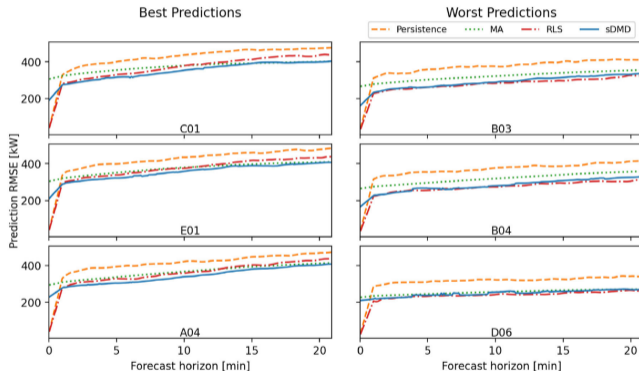 Best Predictions
Worst Predictions
Persistence MA RLS sDMD
Prediction RMSE [kW]
400
200
C01
B03
400
200
E01
B04
400
200
A04
D06
0 5 10 15 20
0 5 10 15 20
Forecast horizon [min]
Forecast horizon [min]